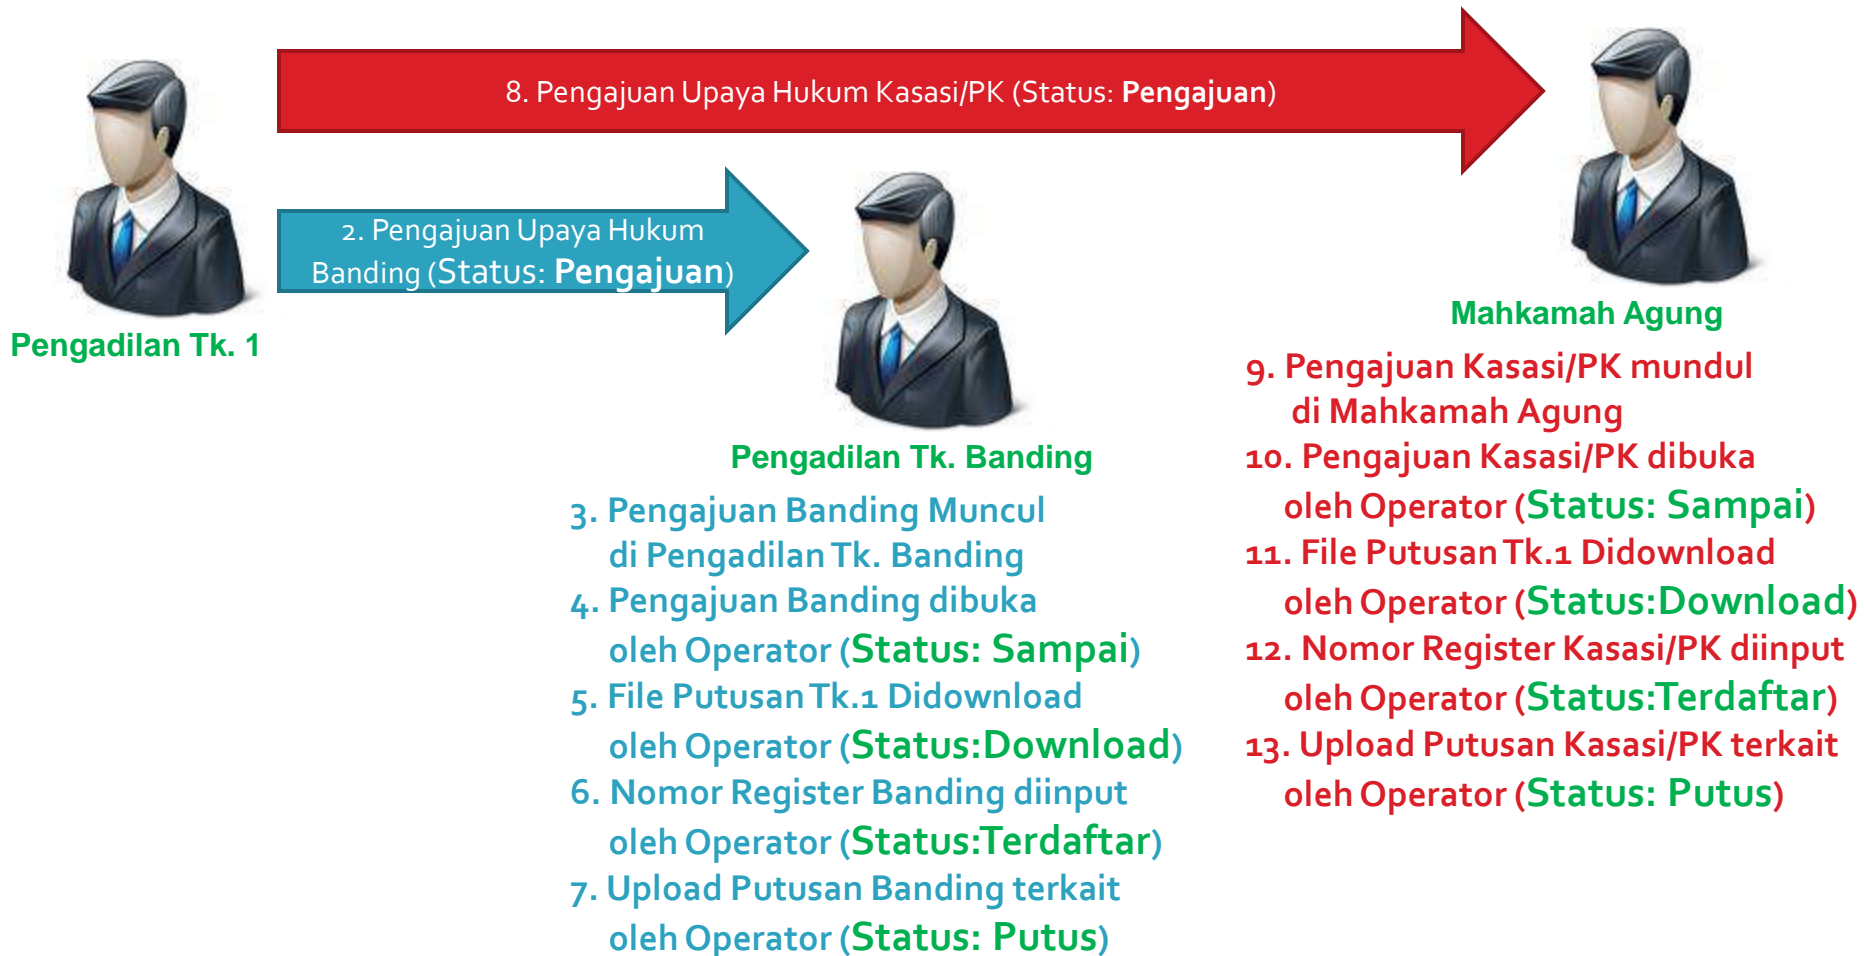 8. Pengajuan Upaya Hukum Kasasi/PK (Status: Pengajuan)
2. Pengajuan Upaya Hukum
Banding (Status: Pengajuan)
Pengadilan Tk. 1
Pengadilan Tk. Banding
3. Pengajuan Banding Muncul
di Pengadilan Tk. Banding
4. Pengajuan Banding dibuka
oleh Operator (Status: Sampai)
5. File Putusan Tk.1 Didownload
oleh Operator (Status:Download)
6. Nomor Register Banding diinput
oleh Operator (Status:Terdaftar)
7. Upload Putusan Banding terkait
oleh Operator (Status: Putus)
Mahkamah Agung
9. Pengajuan Kasasi/PK mundul
di Mahkamah Agung
10. Pengajuan Kasasi/PK dibuka
oleh Operator (Status: Sampai)
11. File Putusan Tk.1 Didownload
oleh Operator (Status:Download)
12. Nomor Register Kasasi/PK diinput
oleh Operator (Status:Terdaftar)
13. Upload Putusan Kasasi/PK terkait
oleh Operator (Status: Putus)